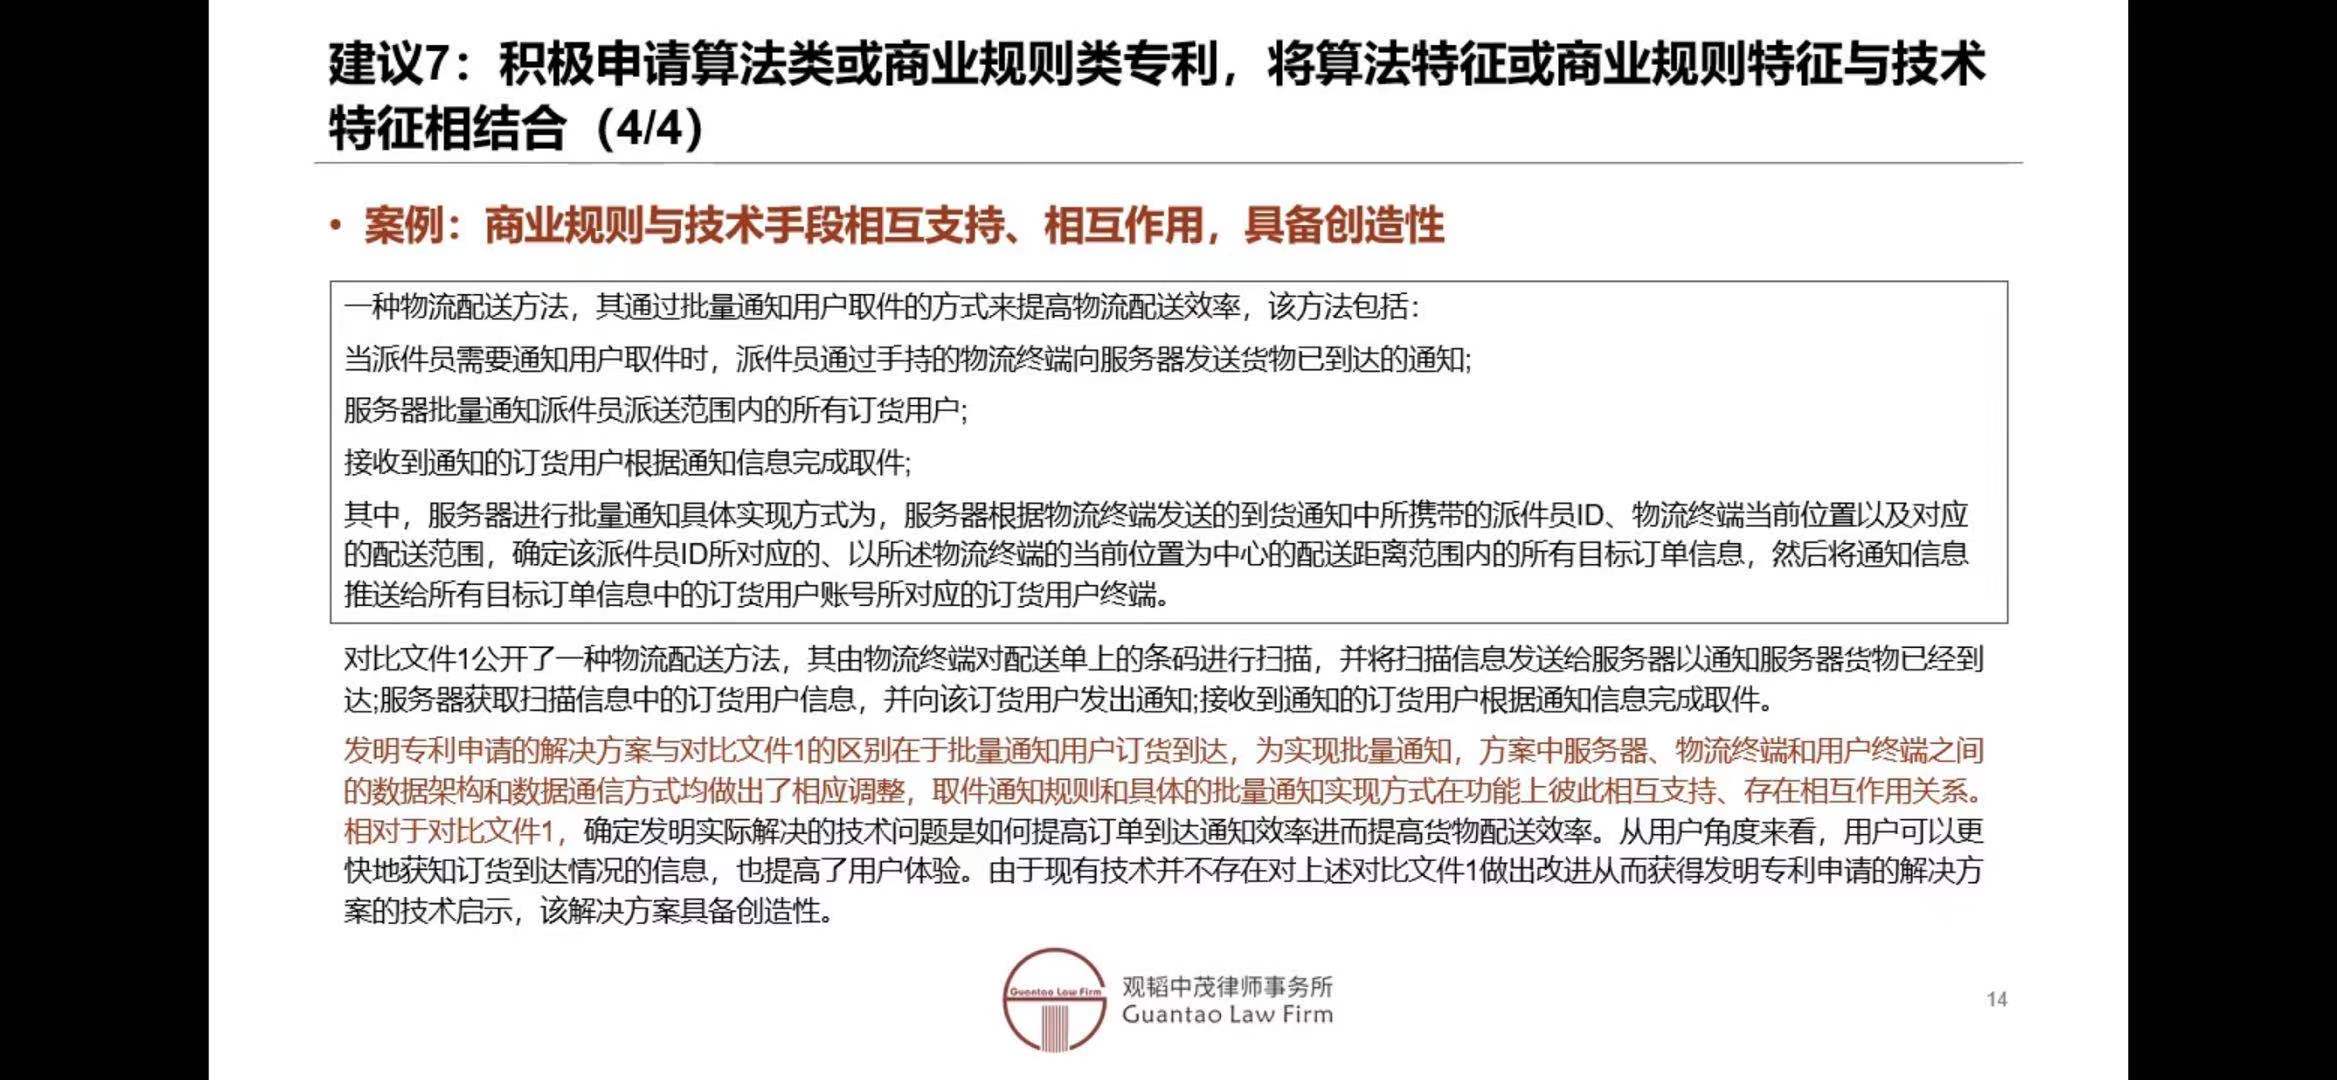 建议7：积极申请算法类或商业规则类专利，将算法特征或商业规则特征与技术
特征相结合（4/4）
• 案例：商业规则与技术手段相互支持、相互作用，具备创造性
一种物流配送方法，其通过批量通知用户取件的方式来提高物流配送效率，该方法包括：
当派件员需要通知用户取件时，派件员通过手持的物流终端向服务器发送货物已到达的通知;
服务器批量通知派件员派送范围内的所有订货用户;
接收到通知的订货用户根据通知信息完成取件;
其中，服务器进行批量通知具体实现方式为，服务器根据物流终端发送的到货通知中所携带的派件员ID、物流终端当前位置以及对应
的配送范围，确定该派件员ID所对应的、以所述物流终端的当前位置为中心的配送距离范围内的所有目标订单信息，然后将通知信息
推送给所有目标订单信息中的订货用户账号所对应的订货用户终端。
对比文件1公开了一种物流配送方法，其由物流终端对配送单上的条码进行扫描，并将扫描信息发送给服务器以通知服务器货物已经到
达;服务器获取扫描信息中的订货用户信息，并向该订货用户发出通知;接收到通知的订货用户根据通知信息完成取件。
发明专利申请的解决方案与对比文件1的区别在于批量通知用户订货到达，为实现批量通知，方案中服务器、物流终端和用户终端之间
的数据架构和数据通信方式均做出了相应调整，取件通知规则和具体的批量通知实现方式在功能上彼此相互支持、存在相互作用关系。
相对于对比文件1，确定发明实际解决的技术问题是如何提高订单到达通知效率进而提高货物配送效率。从用户角度来看，用户可以更
快地获知订货到达情况的信息，也提高了用户体验。由于现有技术并不存在对上述对比文件1做出改进从而获得发明专利申请的解决方
案的技术启示，该解决方案具备创造性。
Guantao Law Firm
观韬中茂律师事务所
Guantao Law Firm
14